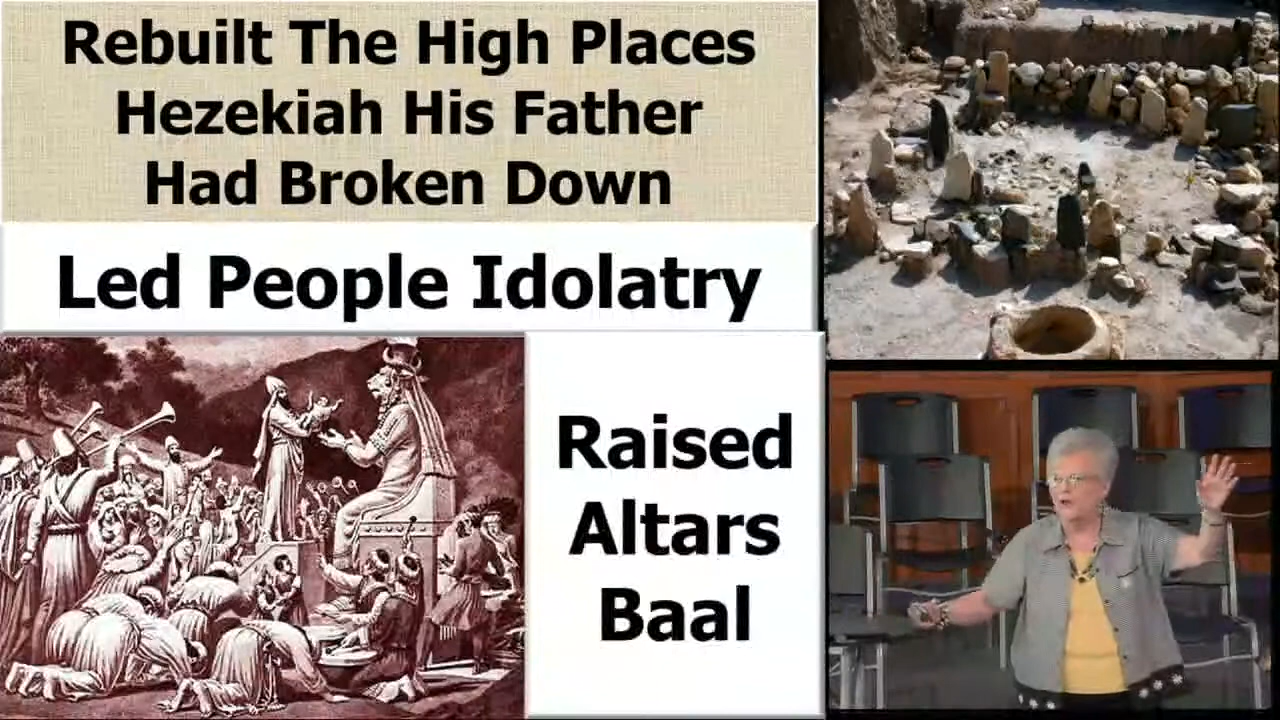 Rebuilt The High Places
Hezekiah His Father
Had Broken Down
Led People Idolatry
Raised
Altars
Baal